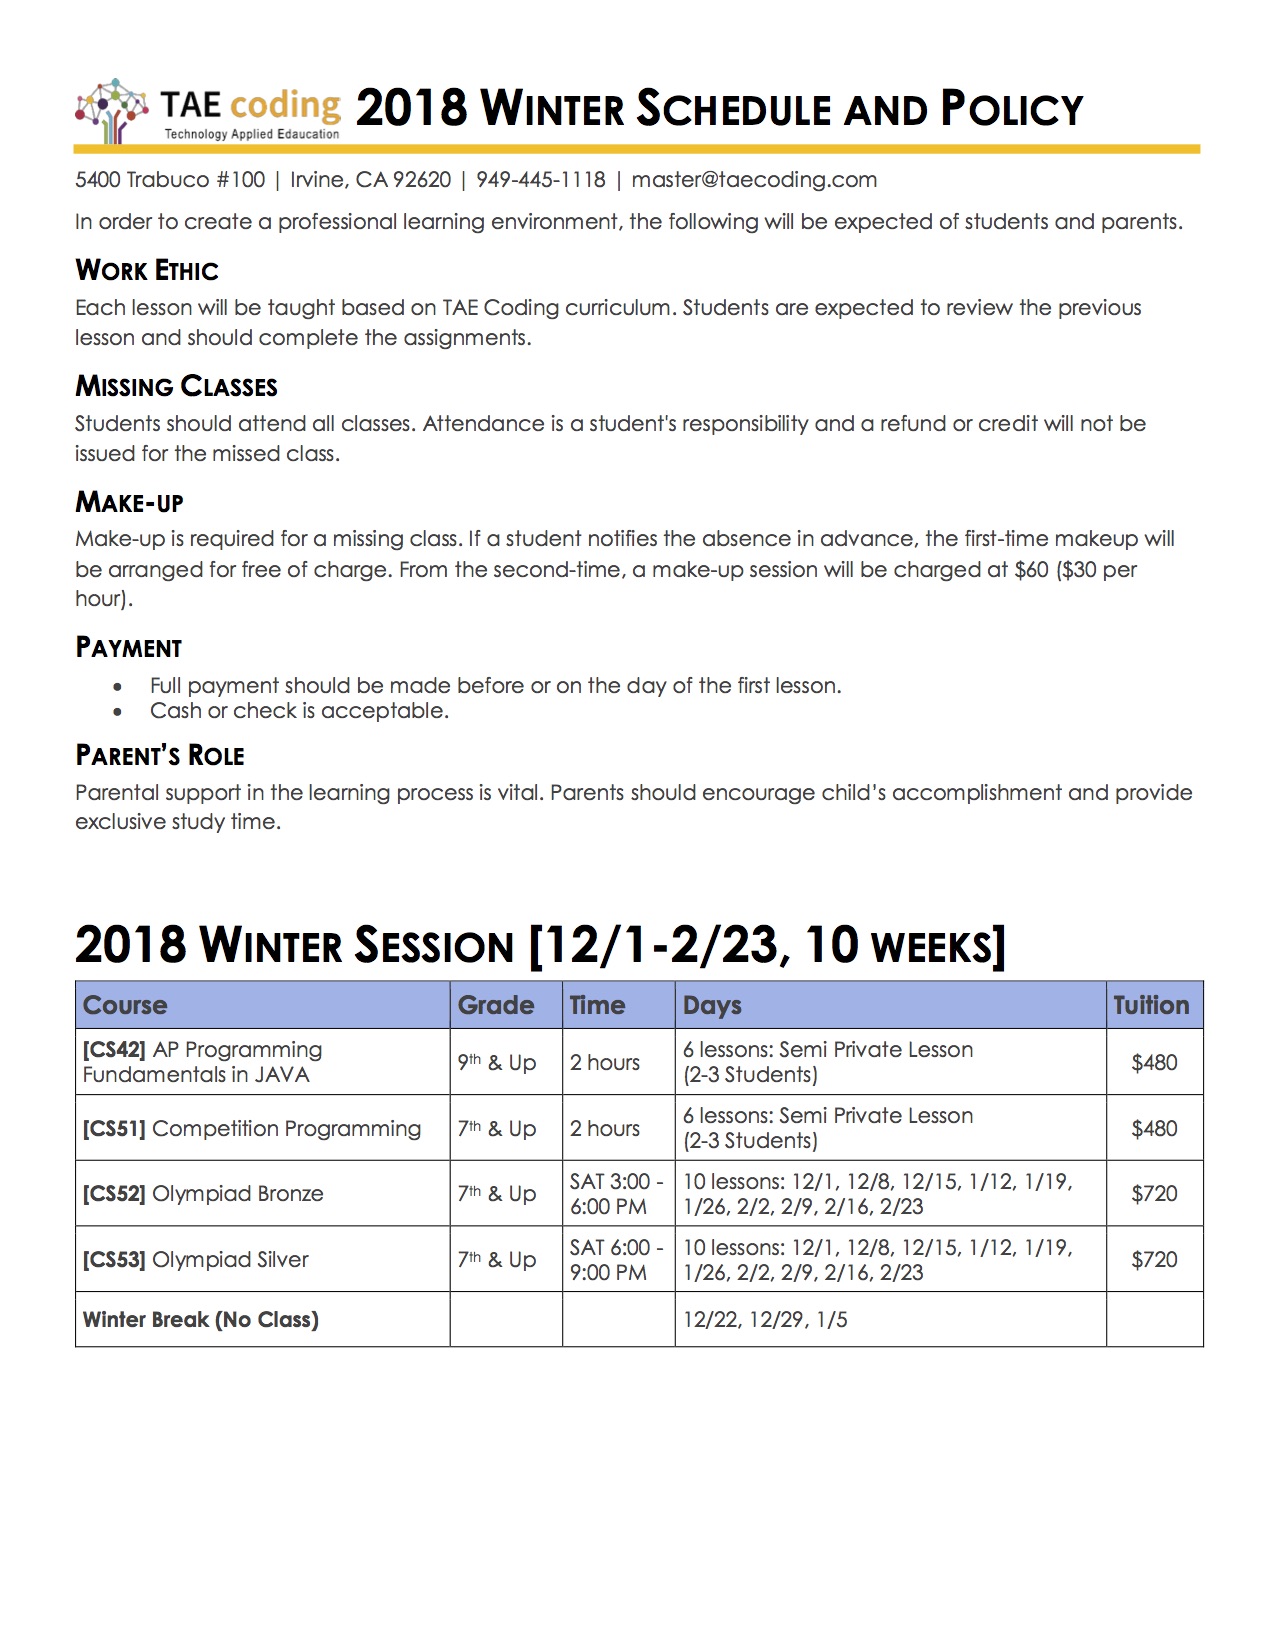 TAE coding 2018 WINTER SCHEDULE AND POLICY
Technology Applied Edaucation
5400 Trabuco #100 | Irvine, CA 92620 | 949-445-1118 | master@taecoding.com
In order to create a professional learning environment, the following will be expected of students and parents.
WORK ETHIC
Each lesson will be taught based on TAE Coding curriculum. Students are expected to review the previous
lesson and should complete the assignments.
MISSING CLASSES
Students should attend all classes. Attendance is a student's responsibility and a refund or credit will not be
issued for the missed class.
MAKE-UP
Make-up is required for a missing class. If a student notifies the absence in advance, the first-time makeup will
be arranged for free of charge. From the second-time, a make-up session will be charged at $60 ($30 per
hour).
PAYMENT
• Full payment should be made before or on the day of the first lesson.
• Cash or check is acceptable.
PARENT’S ROLE
Parental support in the learning process is vital. Parents should encourage child’s accomplishment and provide
exclusive study time.
2018 WINTER SESSION [12/1-2/23, 10 WEEKS]
Course Grade Time Days Tuition
[CS42] AP Programming
Fundamentals in JAVA
9th & Up
2 hours
6 lessons: Semi Private Lesson
(2-3 Students)
$480
[CS51] Competition Programming
7th & Up
2 hours
6 lessons: Semi Private Lesson
(2-3 Students)
$480
[CS52] Olympiad Bronze
7th & Up
SAT 3:00 -
6:00 PM
10 lessons: 12/1, 12/8, 12/15, 1/12, 1/19,
1/26, 2/2, 2/9, 2/16, 2/23
$720
[CS53] Olympiad Silver
7th & Up
SAT 6:00 -
9:00 PM
10 lessons: 12/1, 12/8, 12/15, 1/12, 1/19,
1/26, 2/2, 2/9, 2/16, 2/23
$720
Winter Break (No Class)
12/22, 12/29, 1/5